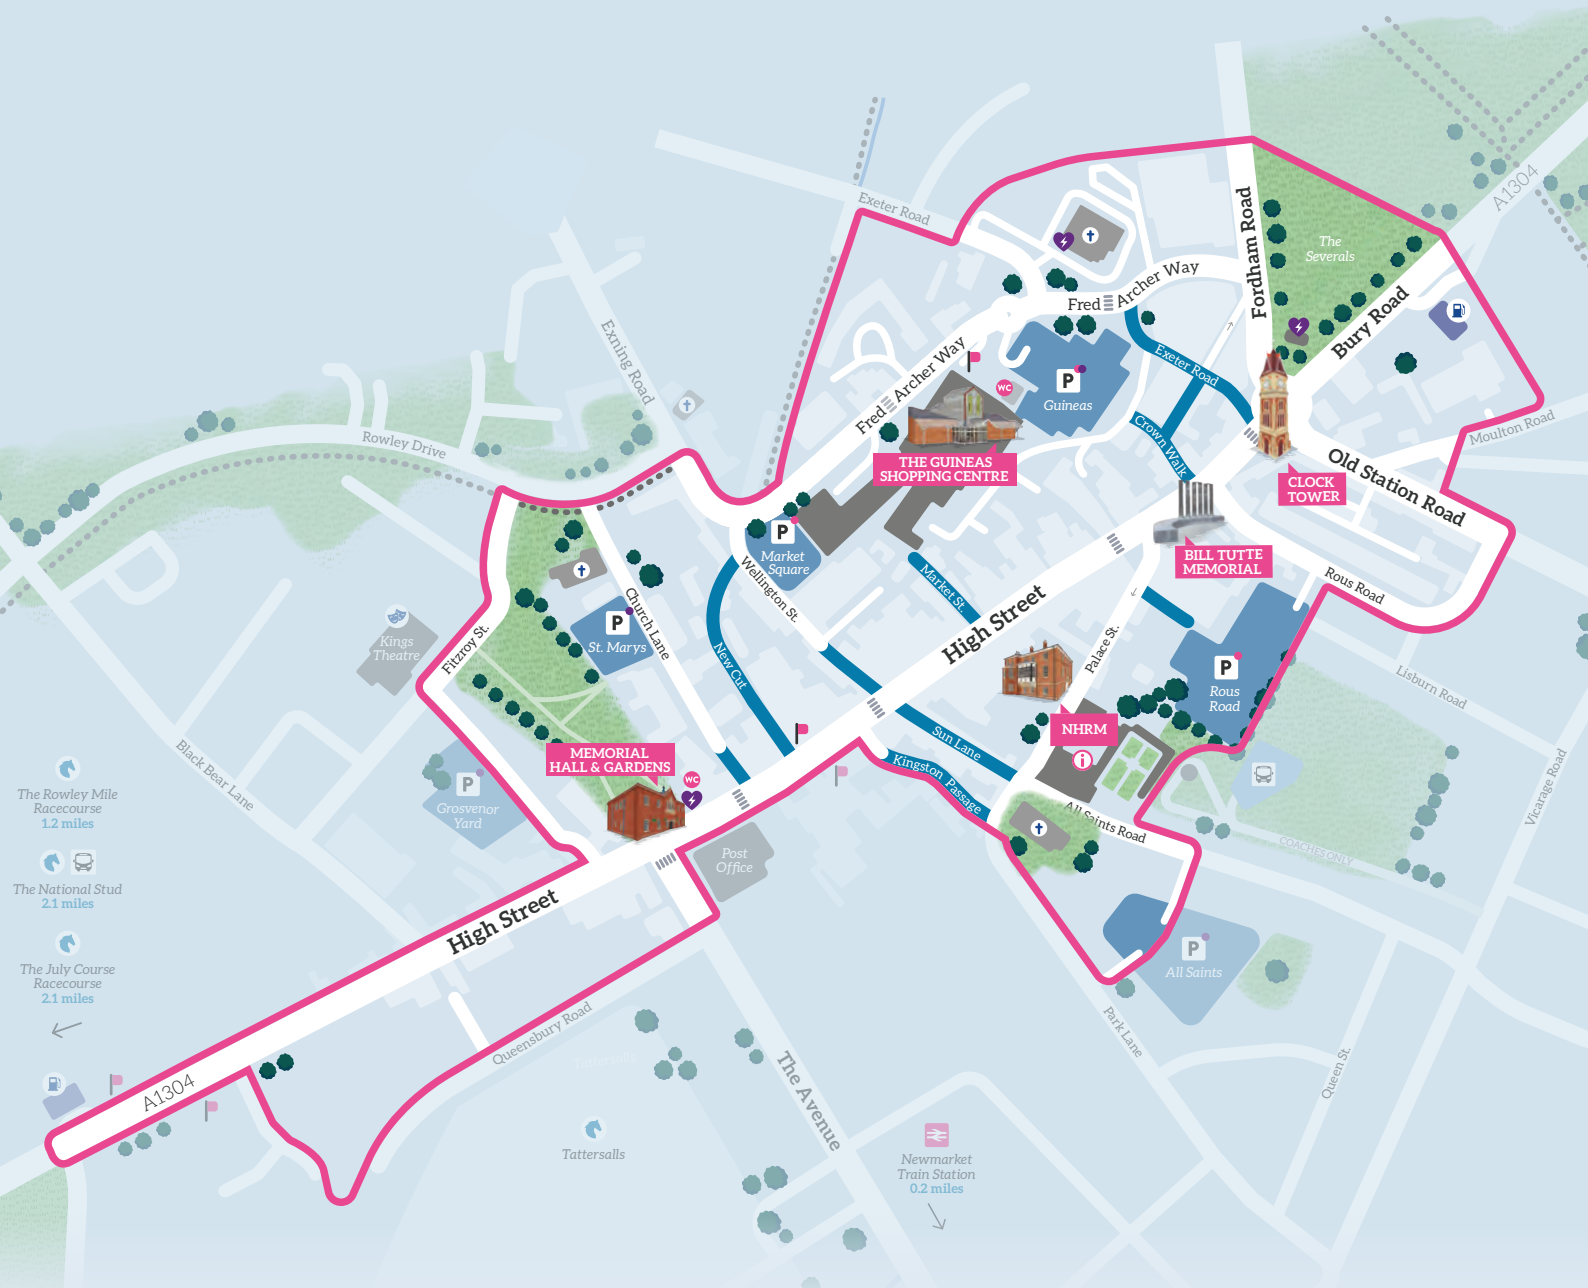 A1304
Exeter Road
The
Severals
Fordham Road
Archer Way
Fred
Bury Road
Exning Road
Exeter Road
P
Guineas
Fred
Archer Way
WC
Rowley Drive
Moulton Road
Crown Walk
THE GUINEAS
SHOPPING CENTRE
Old Station Road
CLOCK
TOWER
P
Market
Square
BILL TUTTE
MEMORIAL
Wellington St.
Market St.
High Street
Rous Road
Kings
Theatre
Fitzroy St.
P
St. Marys
Church Lane
New Cut
Palace St.
P
Rous
Road
Lisburn Road
Black Bear Lane
MEMORIAL
HALL & GARDENS
WC
Sun Lane
Kingston Passage
NHRM
i
Vicarage Road
The Rowley Mile
Racecourse
1.2 miles
P
Grosvenor
Yard
All Saints Road
COACHES ONLY
Post
Office
The National Stud
2.1 miles
High Street
P
All Saints
The July Course
Racecourse
2.1 miles
Queensbury Road
Park Lane
Tattersalls
The Avenue
Queen St.
A1304
Tattersalls
Newmarket
Train Station
0.2 miles